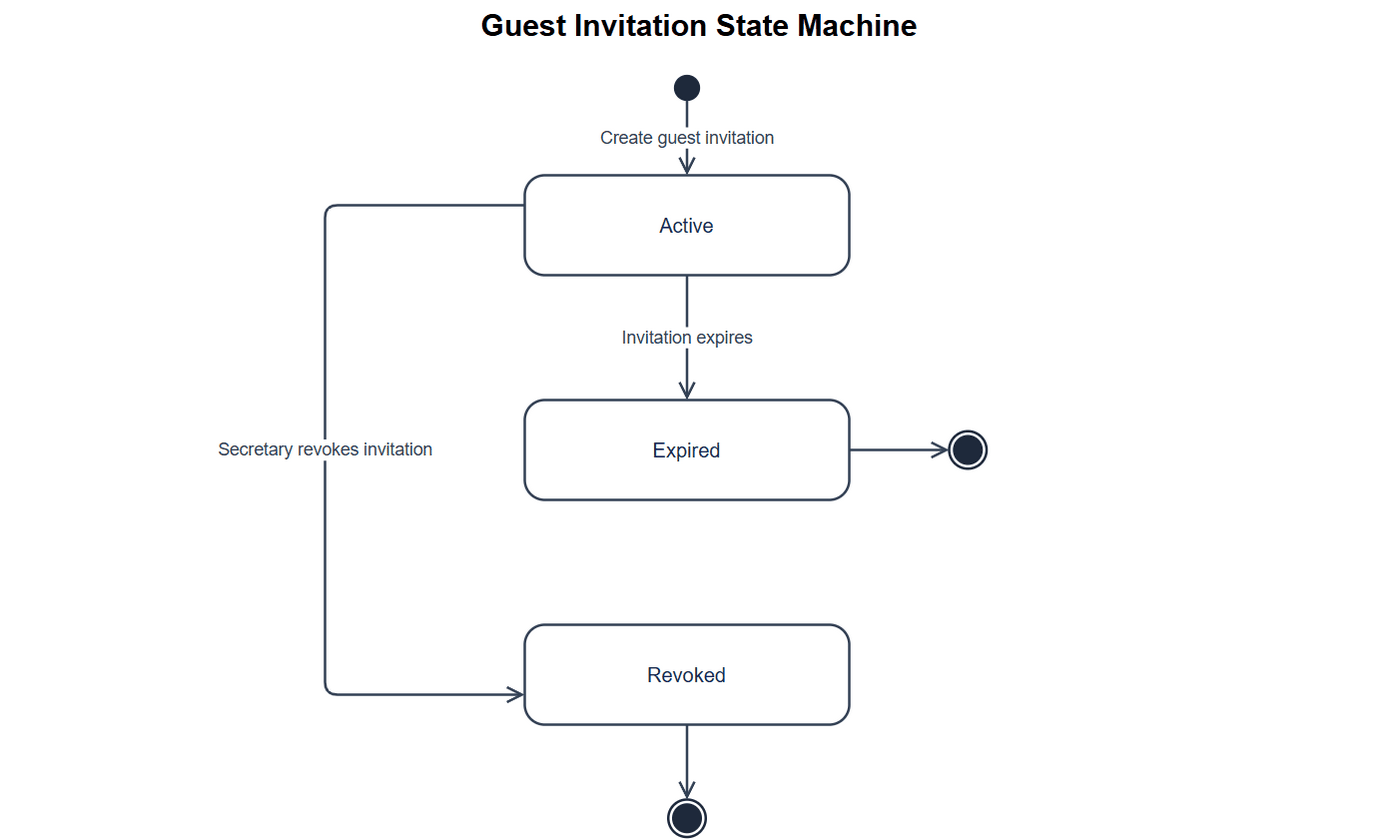 Guest Invitation State Machine
Create guest invitation
Active
Invitation expires
Secretary revokes invitation
Expired
Revoked